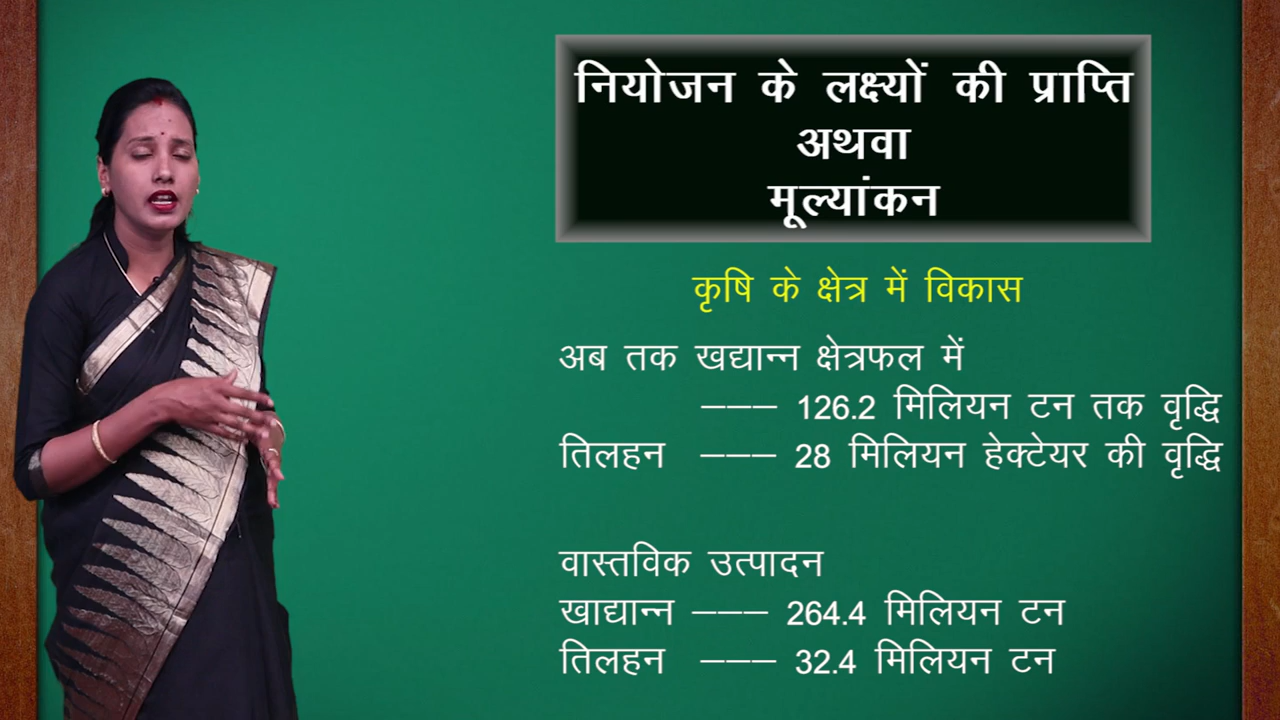 नियोजन के लक्ष्यों की प्राप्ति
अथवा
मूल्यांकन
कृषि के क्षेत्र में विकास
अब तक खद्यान्न क्षेत्रफल में
––– 126.2 मिलियन टन तक वृद्धि
तिलहन ––– 28 मिलियन हेक्टेयर की वृद्धि
वास्तविक उत्पादन
खाद्यान्न ––– 264.4 मिलियन टन
तिलहन ––– 32.4 मिलियन टन